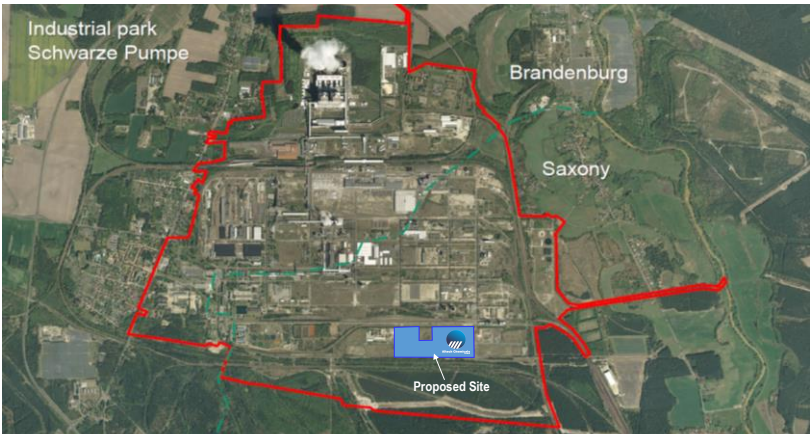 Industrial park
Schwarze Pumpe
Brandenburg
Saxony
Proposed Site